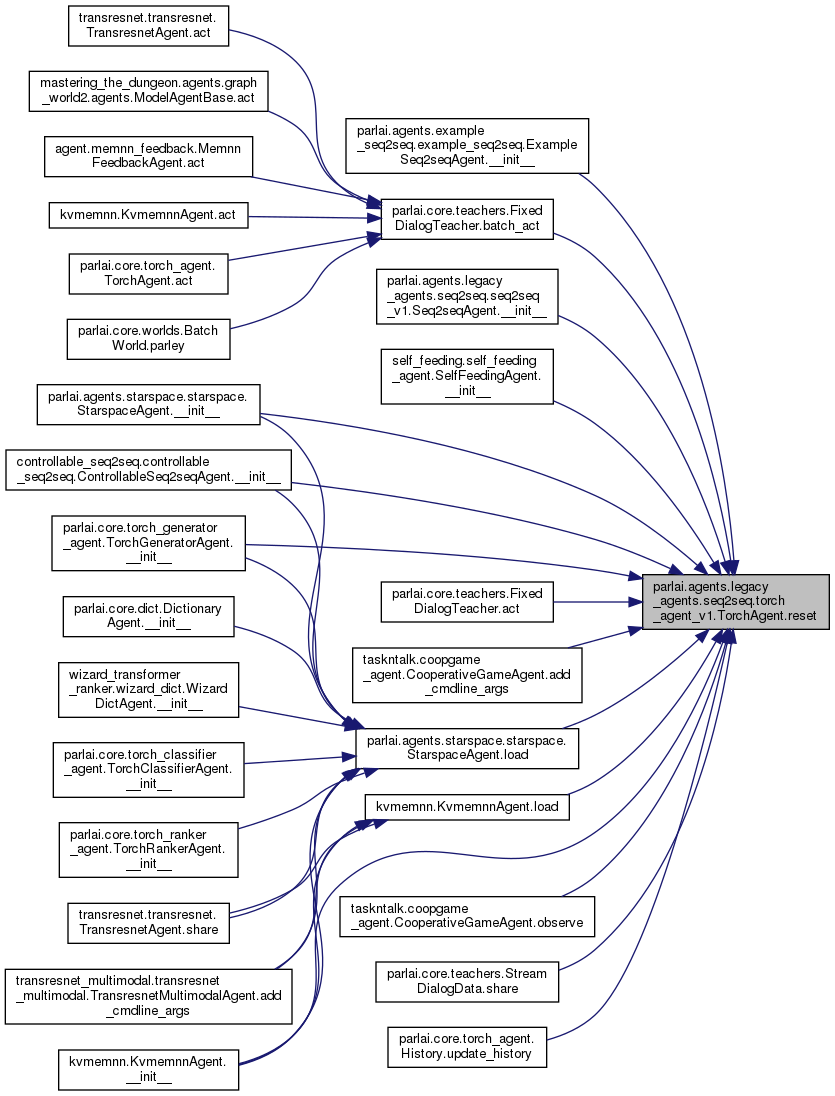 transresnet.transresnet.
TransresnetAgent.act
mastering_the_dungeon.agents.graph
_world2.agents.ModelAgentBase.act
agent.memnn_feedback.Memnn
FeedbackAgent.act
kvmemnn.KvmemnnAgent.act
parlai.core.torch_agent.
TorchAgent.act
parlai.core.worlds.Batch
World.parley
parlai.agents.starspace.starspace.
StarspaceAgent.__init__
controllable_seq2seq.controllable
_seq2seq.ControllableSeq2seqAgent.__init__
parlai.core.torch_generator
_agent.TorchGeneratorAgent.
__init__
parlai.core.dict.Dictionary
Agent.__init__
wizard_transformer
_ranker.wizard_dict.Wizard
DictAgent.__init__
parlai.core.torch_classifier
_agent.TorchClassifierAgent.
__init__
parlai.core.torch_ranker
_agent.TorchRankerAgent.
__init__
transresnet.transresnet.
TransresnetAgent.share
transresnet_multimodal.transresnet
_multimodal.TransresnetMultimodalAgent.add
_cmdline_args
kvmemnn.KvmemnnAgent.
__init__
parlai.agents.example
_seq2seq.example_seq2seq.Example
Seq2seqAgent.__init__
parlai.core.teachers.Fixed
DialogTeacher.batch_act
parlai.agents.legacy
_agents.seq2seq.seq2seq
_v1.Seq2seqAgent.__init__
self_feeding.self_feeding
_agent.SelfFeedingAgent.
__init__
parlai.core.teachers.Fixed
DialogTeacher.act
taskntalk.coopgame
_agent.CooperativeGameAgent.add
_cmdline_args
parlai.agents.starspace.starspace.
StarspaceAgent.load
kvmemnn.KvmemnnAgent.load
taskntalk.coopgame
_agent.CooperativeGameAgent.observe
parlai.core.teachers.Stream
DialogData.share
parlai.core.torch_agent.
History.update_history
parlai.agents.legacy
_agents.seq2seq.torch
_agent_v1.TorchAgent.reset